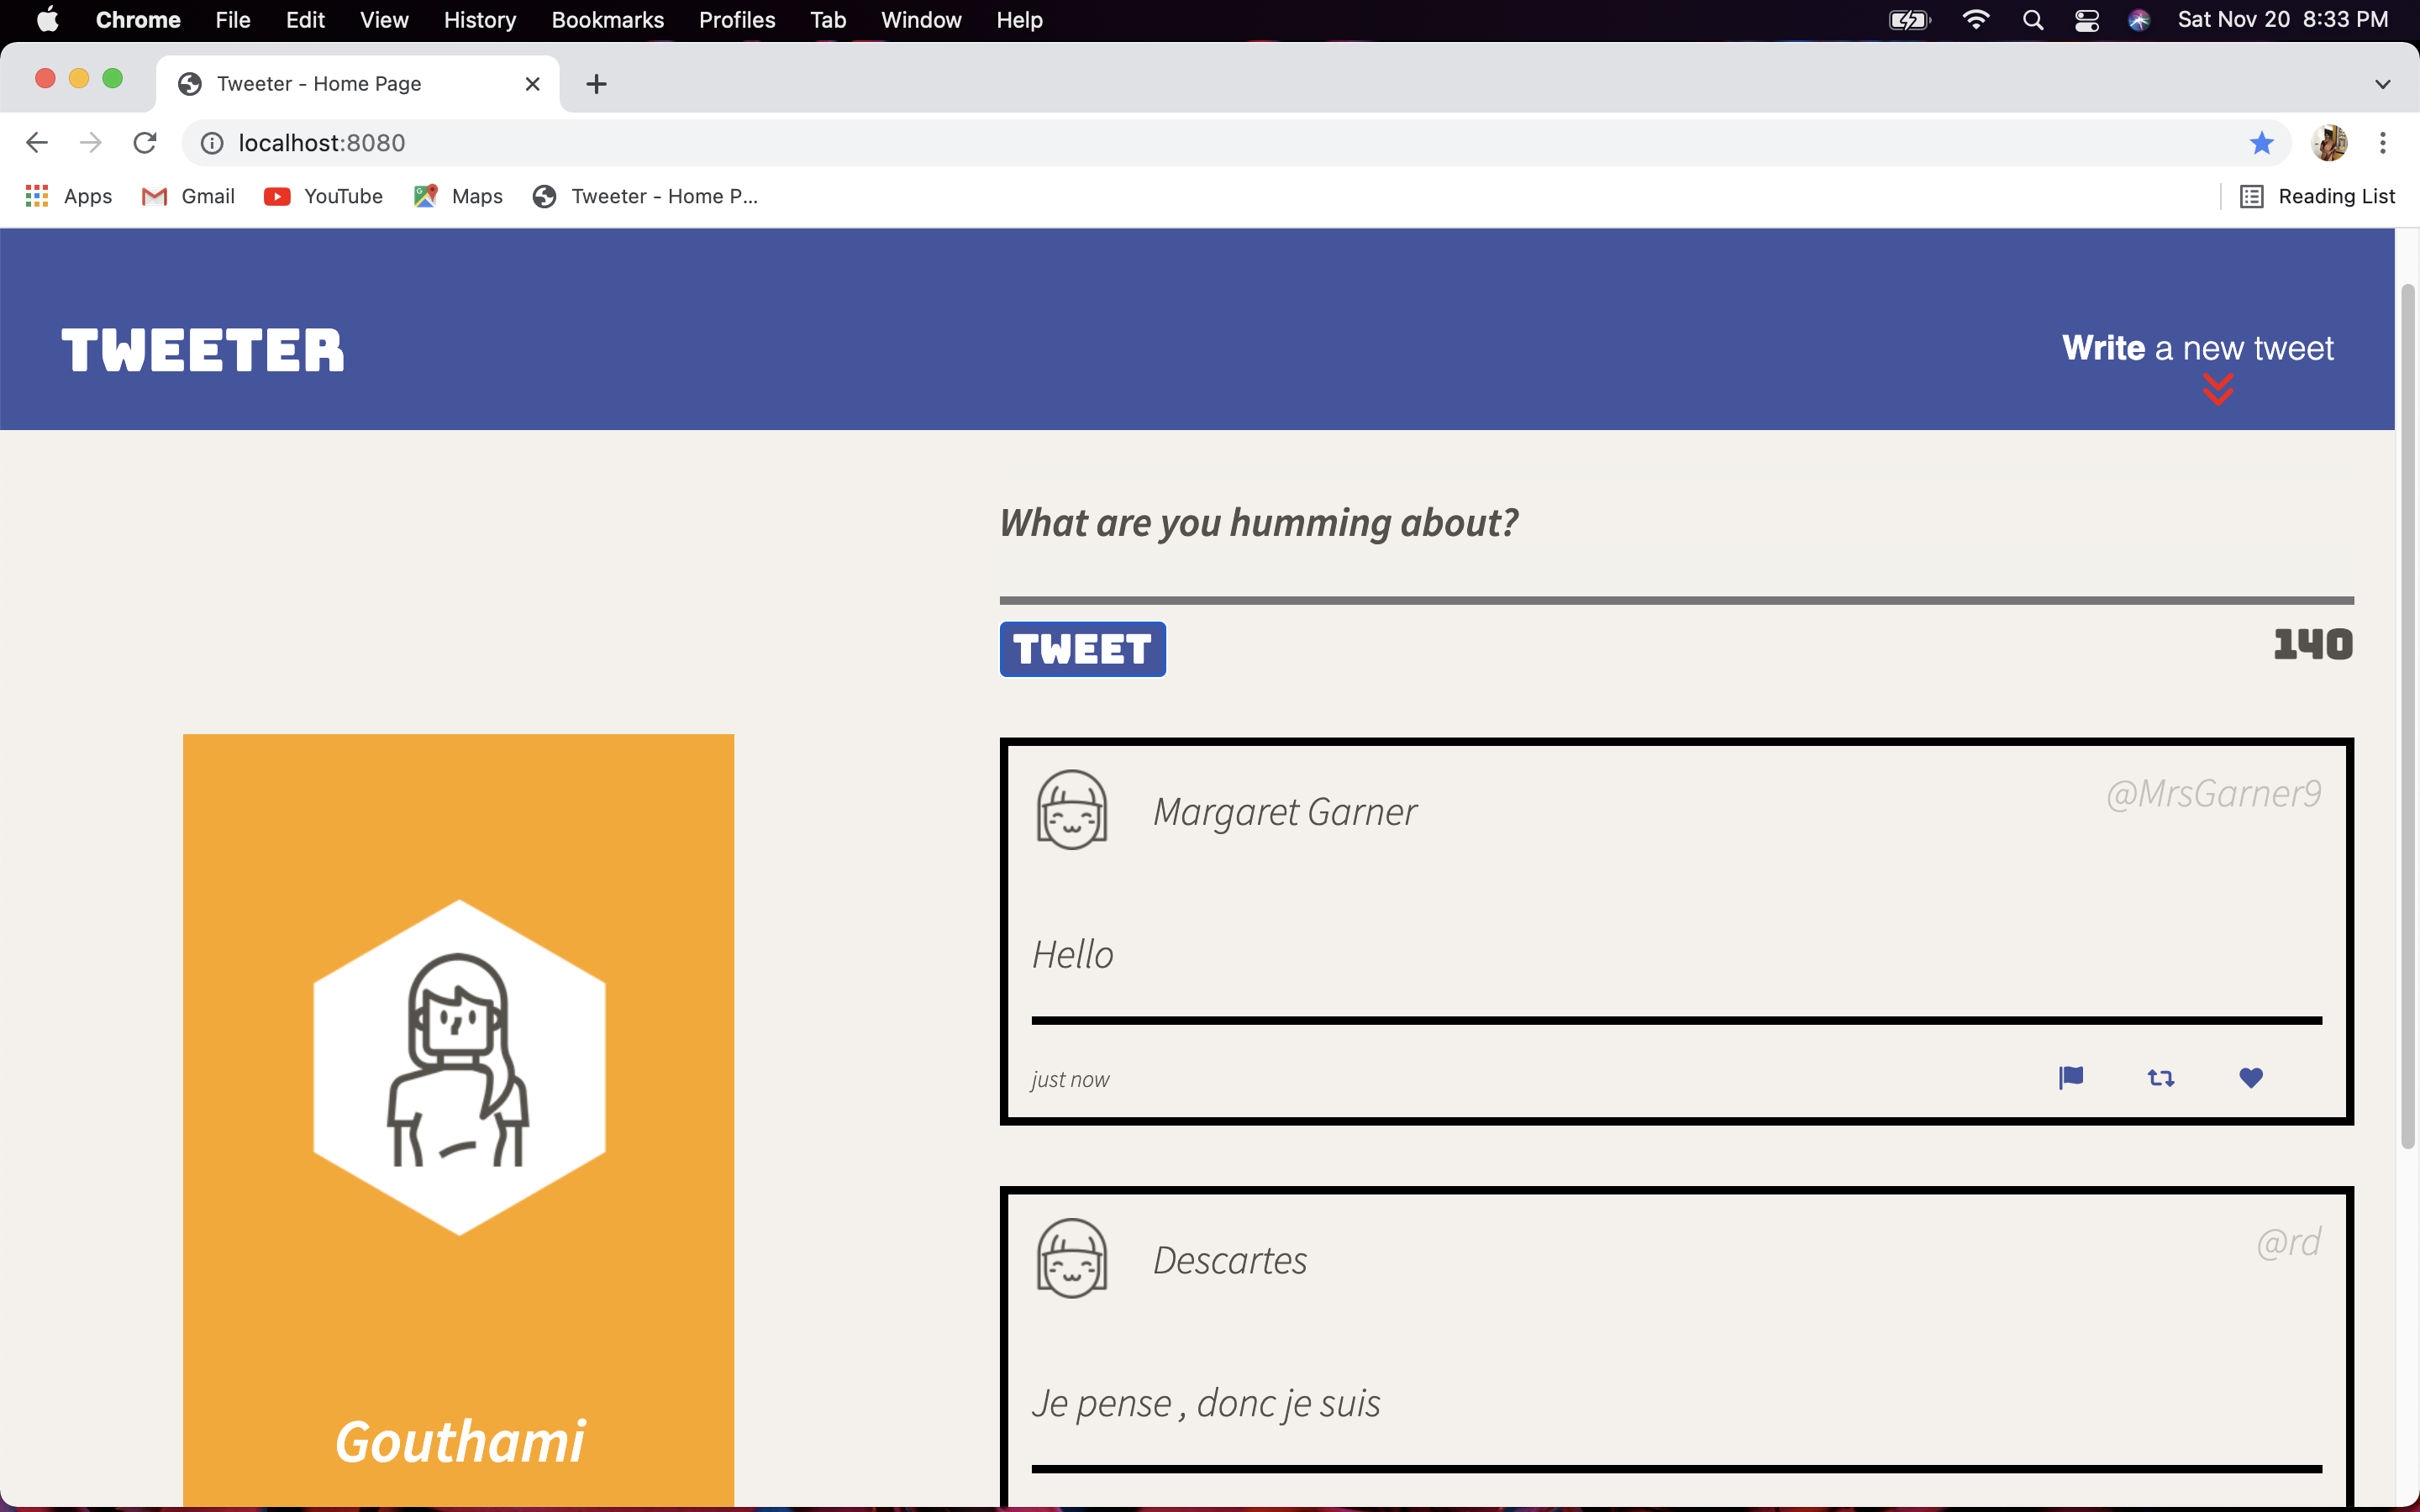 Chrome File Edit View History Bookmarks Profiles Tab Window Help Sat Nov 20 8:33 PM
Tweeter - Home Page
localhost:8080
Apps Gmail YouTube Maps Tweeter - Home P... Reading List
TWEETER
Write a new tweet
What are you humming about?
TWEET 140
Margaret Garner @MrsGarner9
Hello
just now
Descartes @rd
Je pense , donc je suis
Gouthami